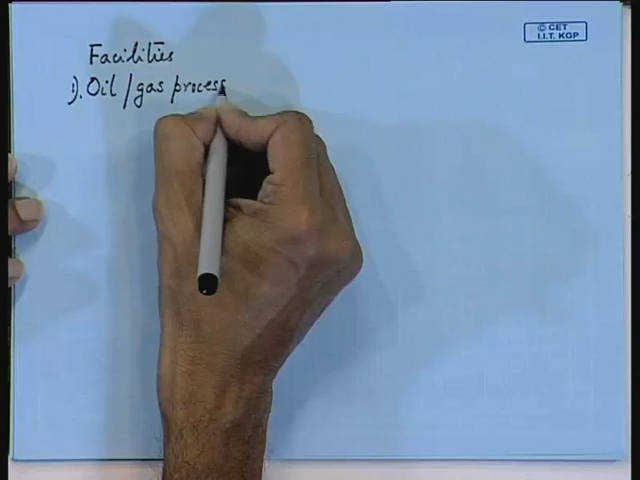 © CET
I.I.T. KGP
Facilities
1). Oil/gas process